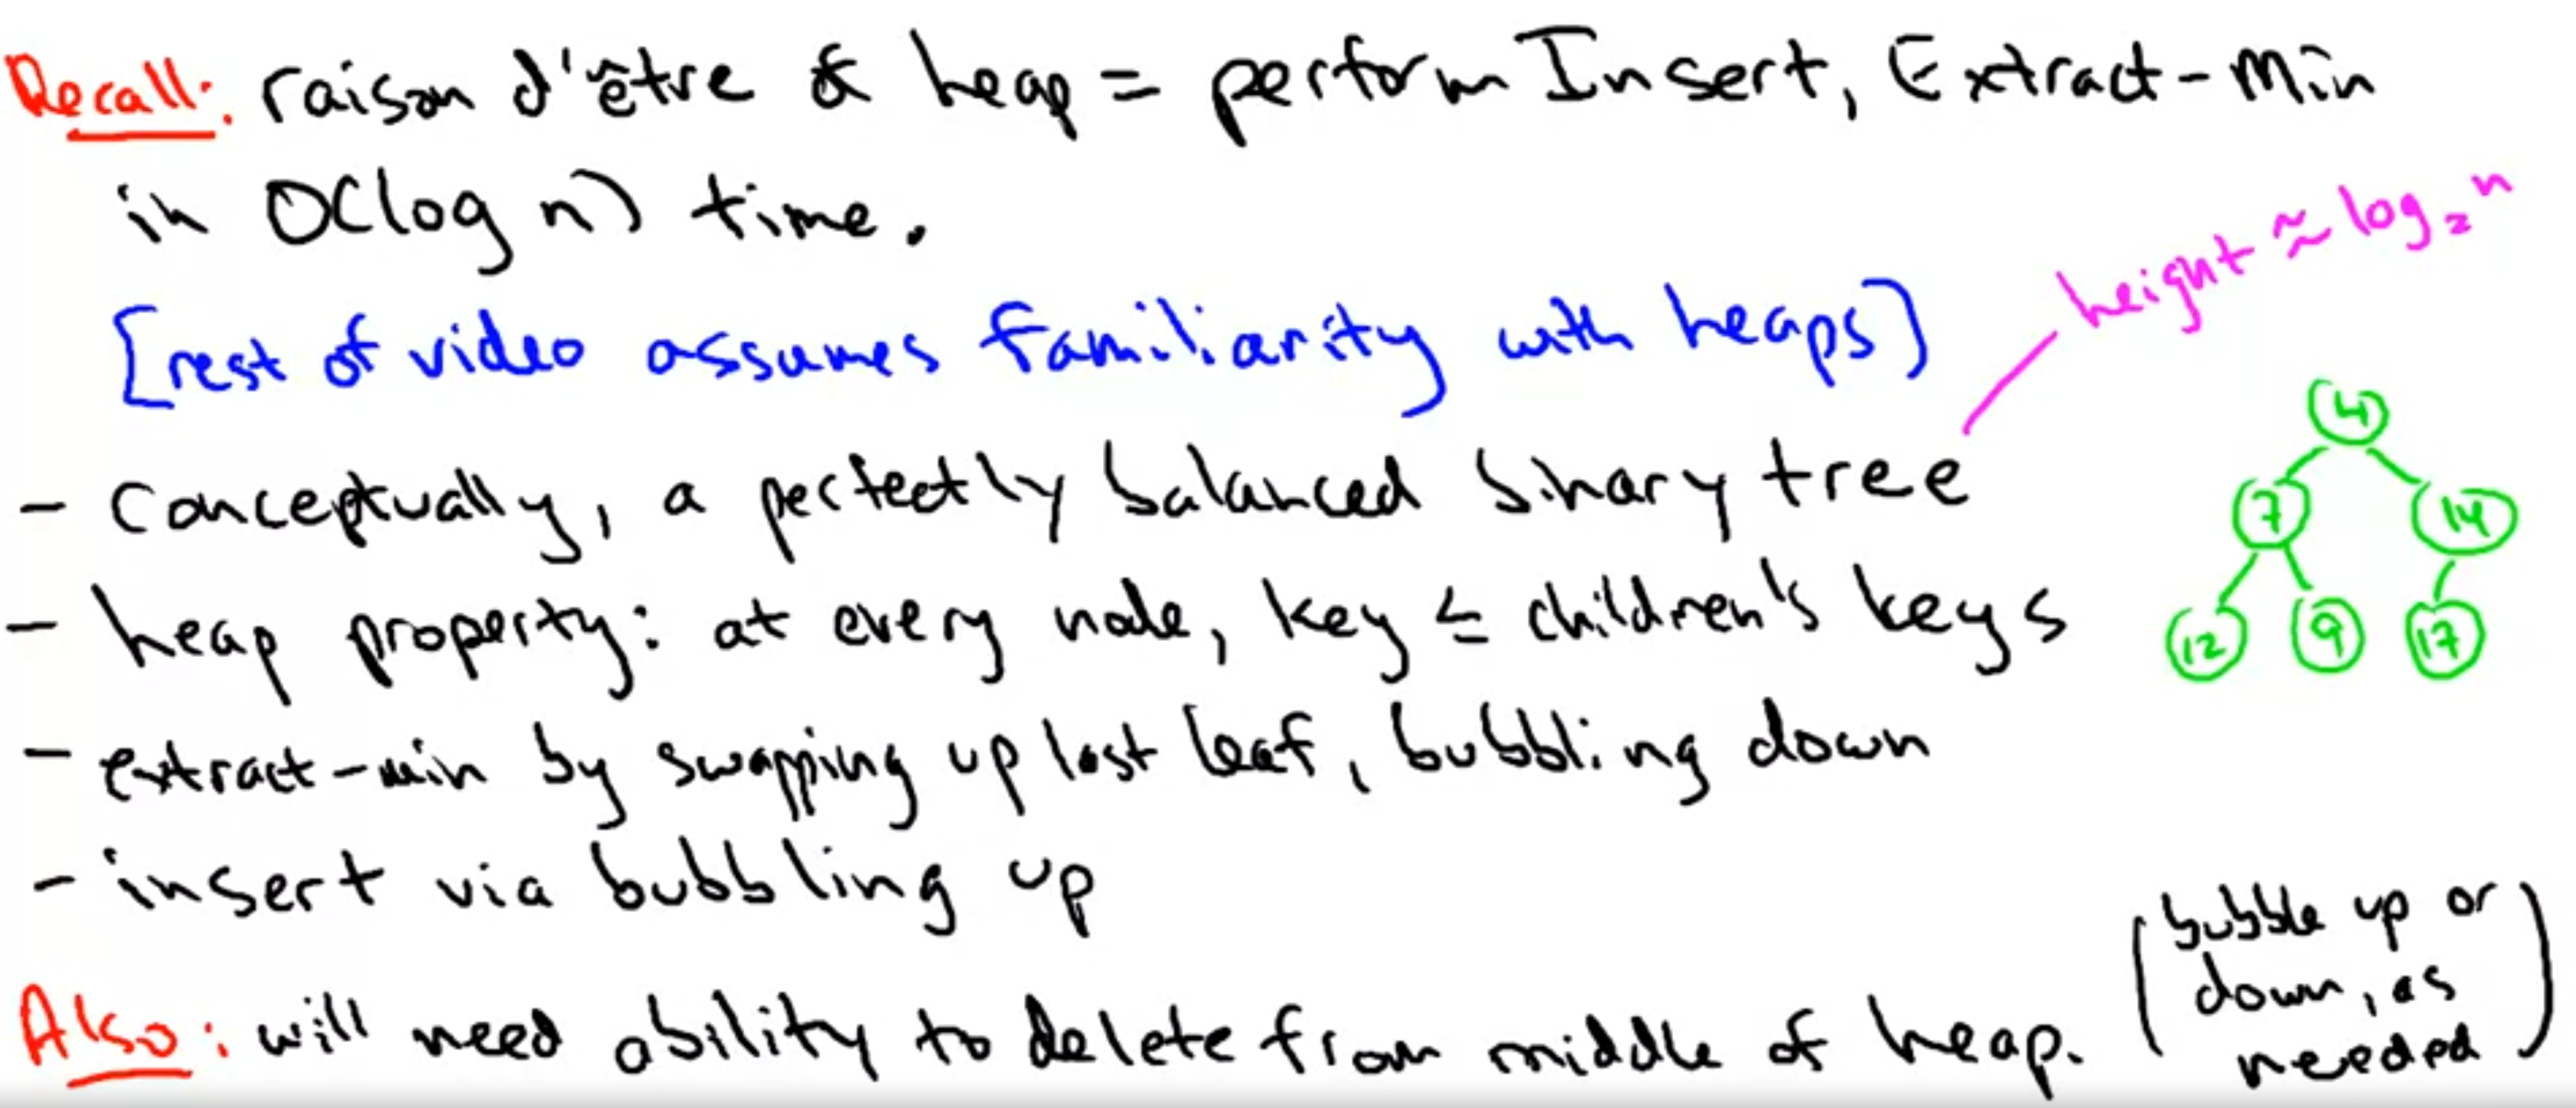 Recall: raison d'être of heap = perform Insert, Extract-Min
in O(log n) time.
height ≈ log₂ n
[rest of video assumes familiarity with heaps]
- conceptually, a perfectly balanced binary tree
- heap property: at every node, key ≤ children's keys
- extract-min by swapping up last leaf, bubbling down
- insert via bubbling up
4
7 14
12 9 17
Also: will need ability to delete from middle of heap.
(bubble up or
down, as
needed)